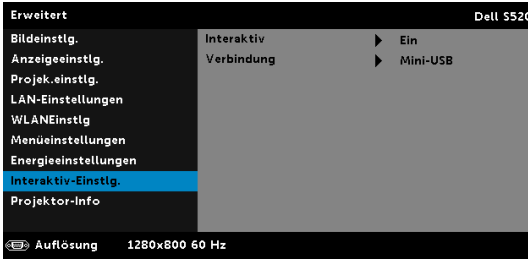 Erweitert Dell S520
Bildeinstlg. Interaktiv Ein
Anzeigeeinstlg. Verbindung Mini-USB
Projek.einstlg.
LAN-Einstellungen
WLANEinstlg
Menüeinstellungen
Energieeinstellungen
Interaktiv-Einstlg.
Projektor-Info
Auflösung 1280x800 60 Hz